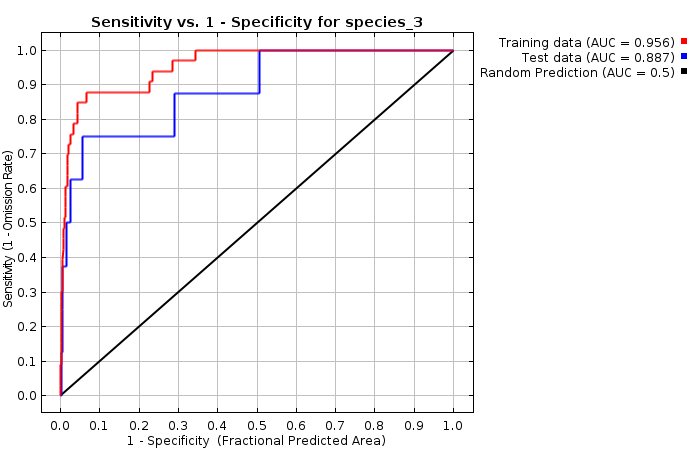 Sensitivity vs. 1 - Specificity for species_3
Training data (AUC = 0.956)
Test data (AUC = 0.887)
Random Prediction (AUC = 0.5)
Sensitivity (1 - Omission Rate)
1.0
0.9
0.8
0.7
0.6
0.5
0.4
0.3
0.2
0.1
0.0
0.0 0.1 0.2 0.3 0.4 0.5 0.6 0.7 0.8 0.9 1.0
1 - Specificity (Fractional Predicted Area)